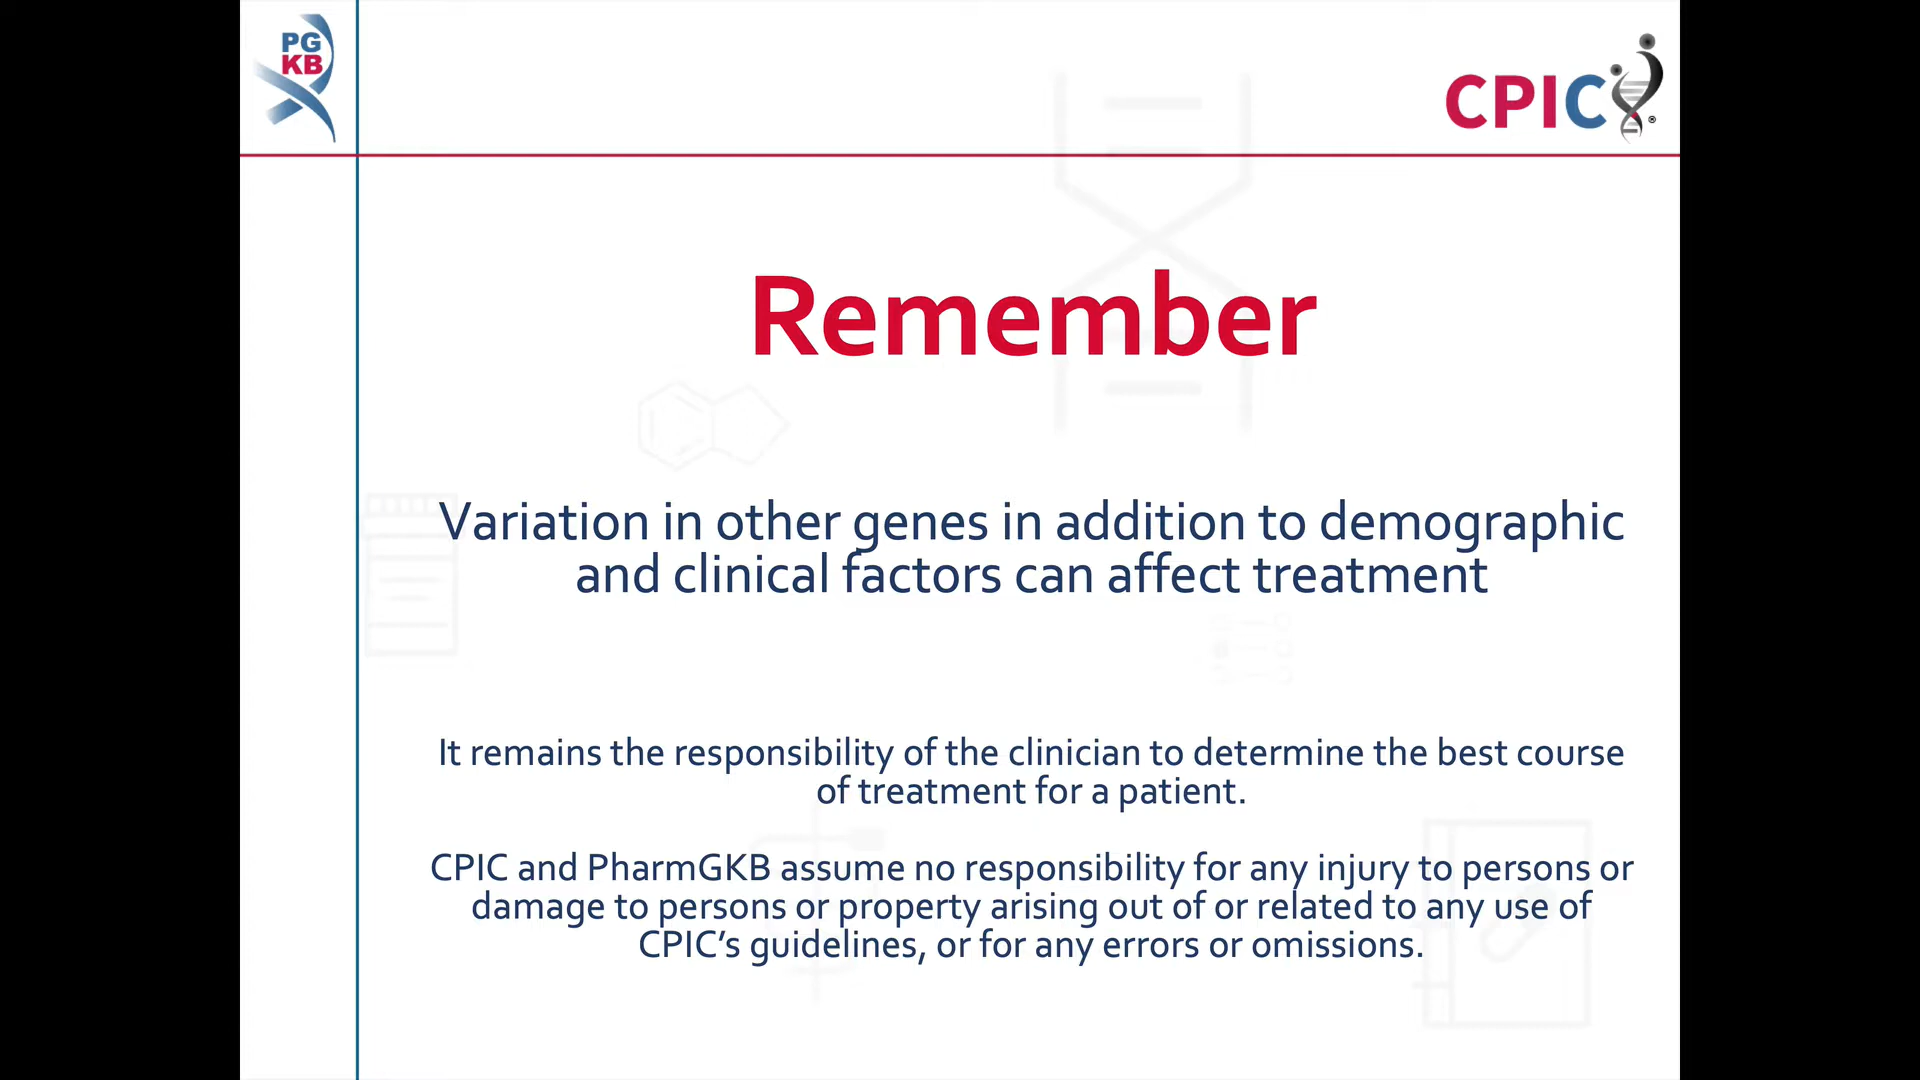 PG
KB
CPIC®
Remember
Variation in other genes in addition to demographic
and clinical factors can affect treatment
It remains the responsibility of the clinician to determine the best course
of treatment for a patient.
CPIC and PharmGKB assume no responsibility for any injury to persons or
damage to persons or property arising out of or related to any use of
CPIC’s guidelines, or for any errors or omissions.